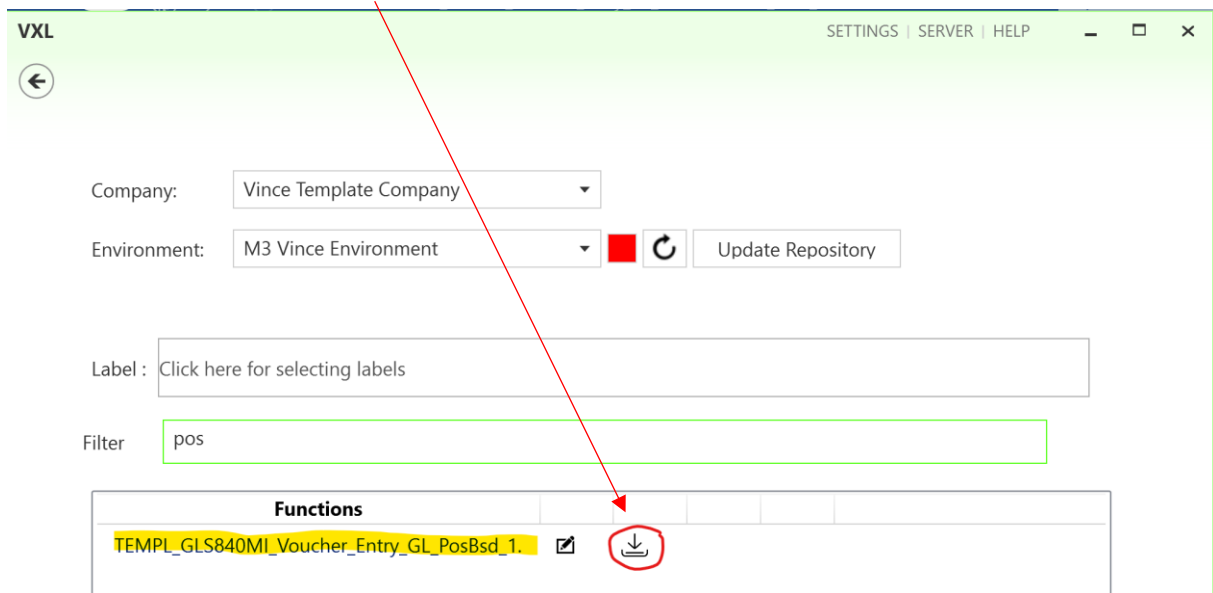 VXL
SETTINGS | SERVER | HELP
Company: Vince Template Company
Environment: M3 Vince Environment Update Repository
Label : Click here for selecting labels
Filter pos
Functions
TEMPL_GLS840MI_Voucher_Entry_GL_PosBsd_1.